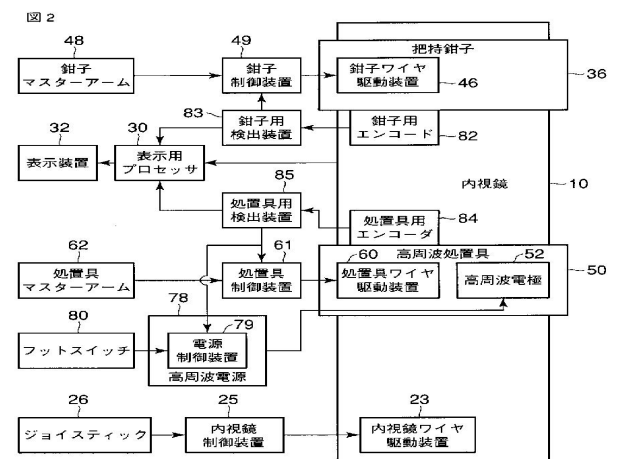 図2
48
49
把持鉗子
鉗子
マスターアーム
鉗子
制御装置
鉗子ワイヤ
駆動装置
46
36
83
鉗子用
検出装置
鉗子用
エンコード
82
32
30
表示装置
表示用
プロセッサ
内視鏡
10
85
処置具用
検出装置
処置具用
エンコーダ
84
62
61
高周波処置具
60
52
処置具
マスターアーム
処置具
制御装置
処置具ワイヤ
駆動装置
高周波電極
50
78
80
79
フットスイッチ
電源
制御装置
高周波電源
26
25
23
ジョイスティック
内視鏡
制御装置
内視鏡ワイヤ
駆動装置